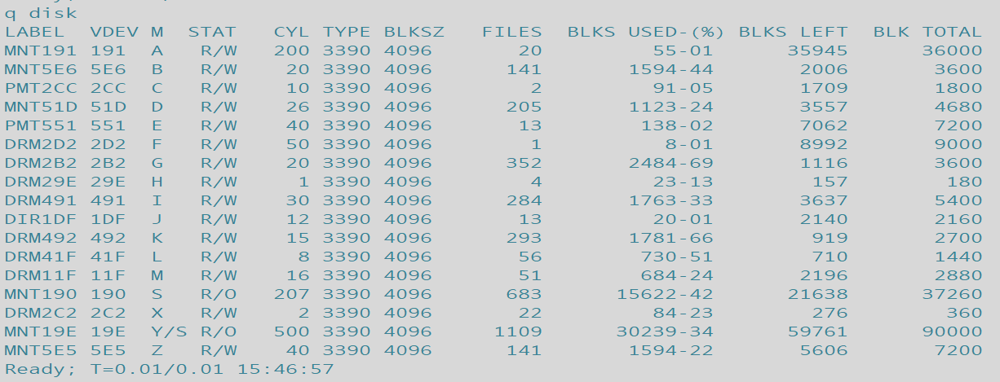 q disk
LABEL  VDEV M  STAT   CYL TYPE BLKSZ   FILES  BLKS USED-(%) BLKS LEFT  BLK TOTAL
MNT191 191  A   R/W   200 3390 4096       20         55-01      35945      36000
MNT5E6 5E6  B   R/W    20 3390 4096      141       1594-44       2006       3600
PMT2CC 2CC  C   R/W    10 3390 4096        2         91-05       1709       1800
MNT51D 51D  D   R/W    26 3390 4096      205       1123-24       3557       4680
PMT551 551  E   R/W    40 3390 4096       13        138-02       7062       7200
DRM2D2 2D2  F   R/W    50 3390 4096        1          8-01       8992       9000
DRM2B2 2B2  G   R/W    20 3390 4096      352       2484-69       1116       3600
DRM29E 29E  H   R/W     1 3390 4096        4         23-13        157        180
DRM491 491  I   R/W    30 3390 4096      284       1763-33       3637       5400
DIR1DF 1DF  J   R/W    12 3390 4096       13         20-01       2140       2160
DRM492 492  K   R/W    15 3390 4096      293       1781-66        919       2700
DRM41F 41F  L   R/W     8 3390 4096       56        730-51        710       1440
DRM11F 11F  M   R/W    16 3390 4096       51        684-24       2196       2880
MNT190 190  S   R/O   207 3390 4096      683      15622-42      21638      37260
DRM2C2 2C2  X   R/W     2 3390 4096       22         84-23        276        360
MNT19E 19E  Y/S R/O   500 3390 4096     1109      30239-34      59761      90000
MNT5E5 5E5  Z   R/W    40 3390 4096      141       1594-22       5606       7200
Ready; T=0.01/0.01 15:46:57